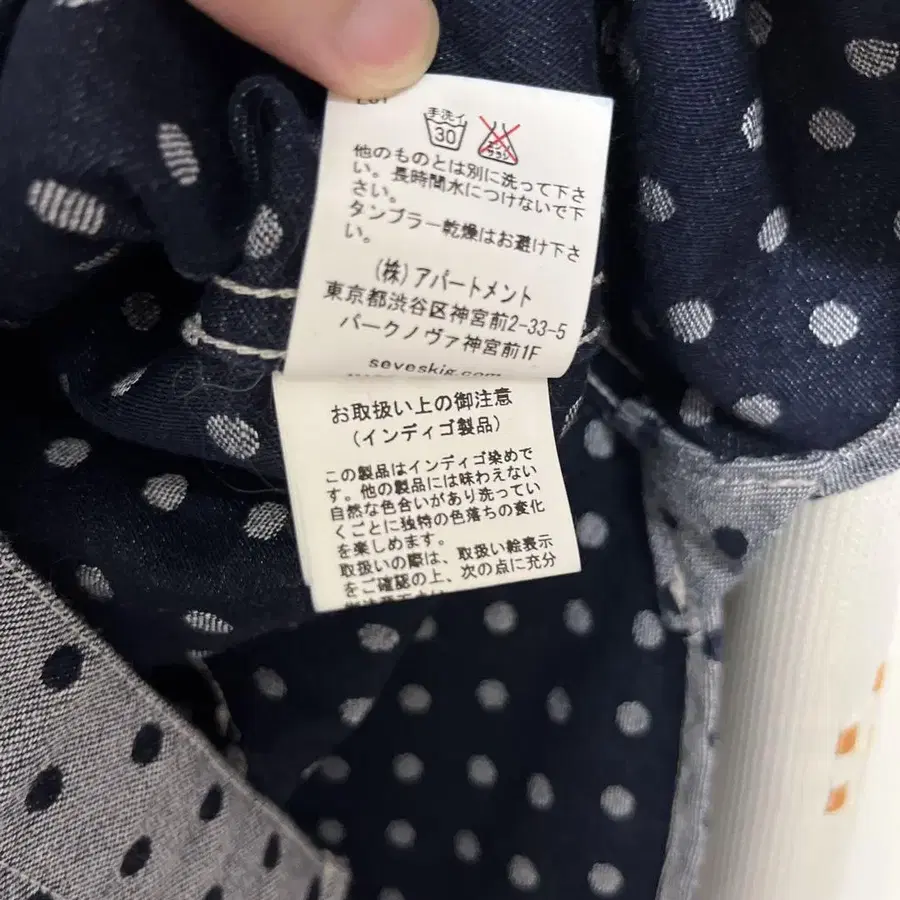 手洗イ
30
他のものとは別に洗って下さ
い。長時間水につけないで下
さい。
タンブラー乾燥はお避け下さ
い。
(株)アパートメント
東京都渋谷区神宮前2-33-5
パークノヴァ神宮前1F
seveskig.com
お取扱い上の御注意
(インディゴ製品)
この製品はインディゴ染めで
す。他の製品には味わえない
自然な色合いがあり洗ってい
くごとに独特の色落ちの変化
を楽しめます。
取扱いの際は、取扱い絵表示
をご確認の上、次の点に充分